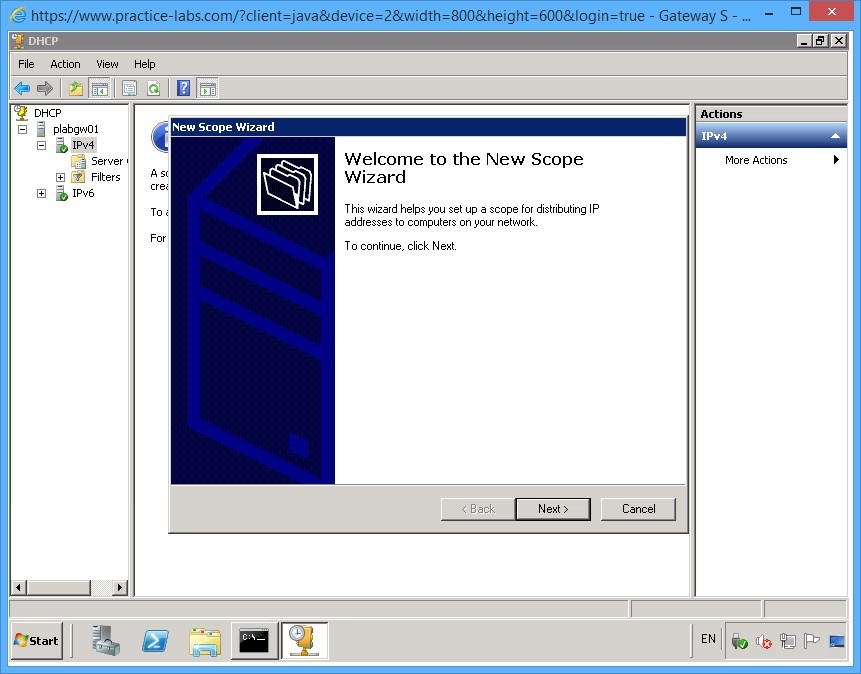 https://www.practice-labs.com/?client=java&device=2&width=800&height=600&login=true - Gateway S - ...
DHCP
File Action View Help
DHCP
plabgw01
IPv4
Server
Filters
IPv6
A
crea
To
For
New Scope Wizard
Welcome to the New Scope
Wizard
This wizard helps you set up a scope for distributing IP
addresses to computers on your network.
To continue, click Next.
< Back Next > Cancel
Actions
IPv4
More Actions
Start
C:\_
EN